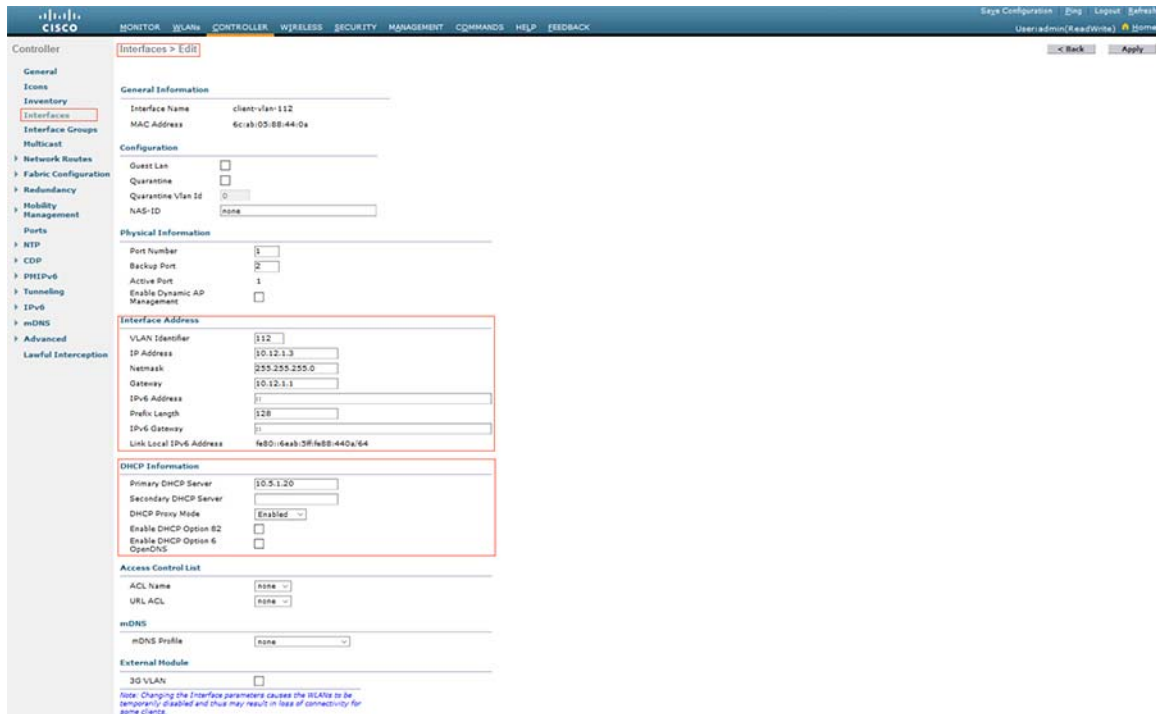 Save Configuration Ping Logout Refresh
CISCO
MONITOR WLANs CONTROLLER WIRELESS SECURITY MANAGEMENT COMMANDS HELP FEEDBACK
User:admin(ReadWrite) Home
Controller
General
Icons
Inventory
Interfaces
Interface Groups
Multicast
Network Routes
Fabric Configuration
Redundancy
Mobility Management
Ports
NTP
CDP
PMIPv6
Tunneling
IPv6
mDNS
Advanced
Lawful Interception
Interfaces > Edit
< Back Apply
General Information
Interface Name client-vlan-112
MAC Address 6c:ab:05:88:44:0a
Configuration
Guest Lan
Quarantine
Quarantine Vlan Id 0
NAS-ID none
Physical Information
Port Number 1
Backup Port 2
Active Port 1
Enable Dynamic AP Management
Interface Address
VLAN Identifier 112
IP Address 10.12.1.3
Netmask 255.255.255.0
Gateway 10.12.1.1
IPv6 Address ::
Prefix Length 128
IPv6 Gateway ::
Link Local IPv6 Address fe80::6eab:5ff:fe88:440a/64
DHCP Information
Primary DHCP Server 10.5.1.20
Secondary DHCP Server
DHCP Proxy Mode Enabled
Enable DHCP Option 82
Enable DHCP Option 6 OpenDNS
Access Control List
ACL Name none
URL ACL none
mDNS
mDNS Profile none
External Module
3G VLAN
Note: Changing the Interface parameters causes the WLANs to be
temporarily disabled and thus may result in loss of connectivity for
some clients.